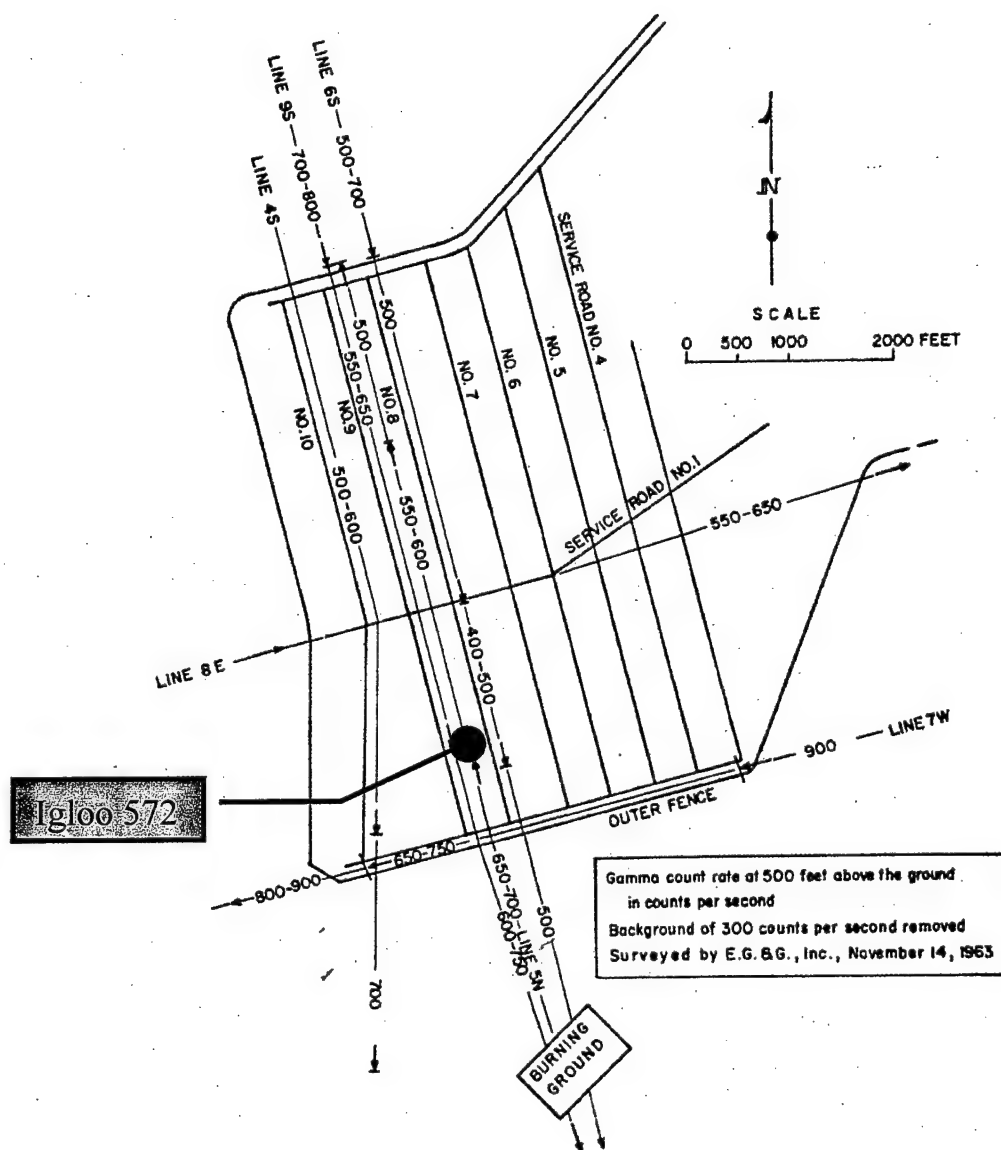 LINE 6S — 500-700
LINE 9S — 700-800
LINE 4S
N
SERVICE ROAD NO. 4
SCALE
0 500 1000 2000 FEET
500
500
550-650
NO. 8
NO. 9
NO. 10
NO. 7
NO. 6
NO. 5
500-600
550-600
SERVICE ROAD NO. 1
550-650
LINE 8E
400-500
LINE 7W
900
Igloo 572
OUTER FENCE
650-750
800-900
650-700-LINE 5N
600-750
500
700
BURNING
GROUND
Gamma count rate at 500 feet above the ground
in counts per second
Background of 300 counts per second removed
Surveyed by E.G.&G., Inc., November 14, 1963